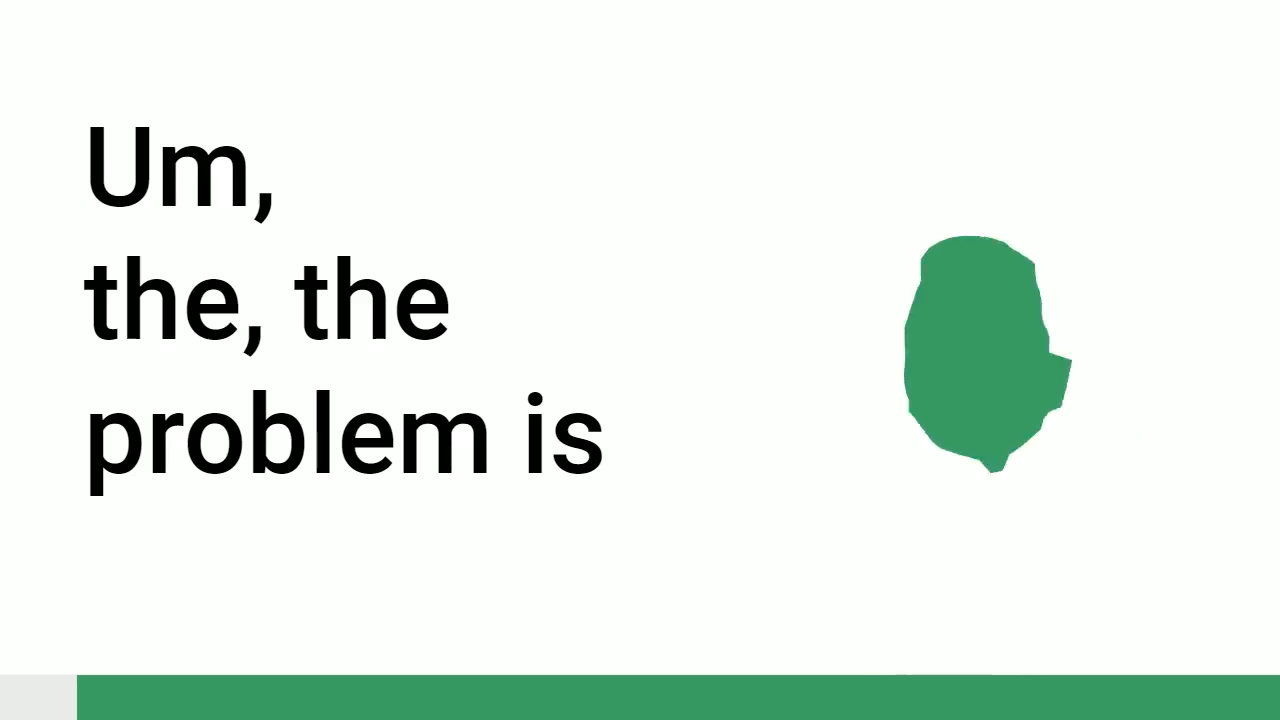 Um,
the, the
problem is